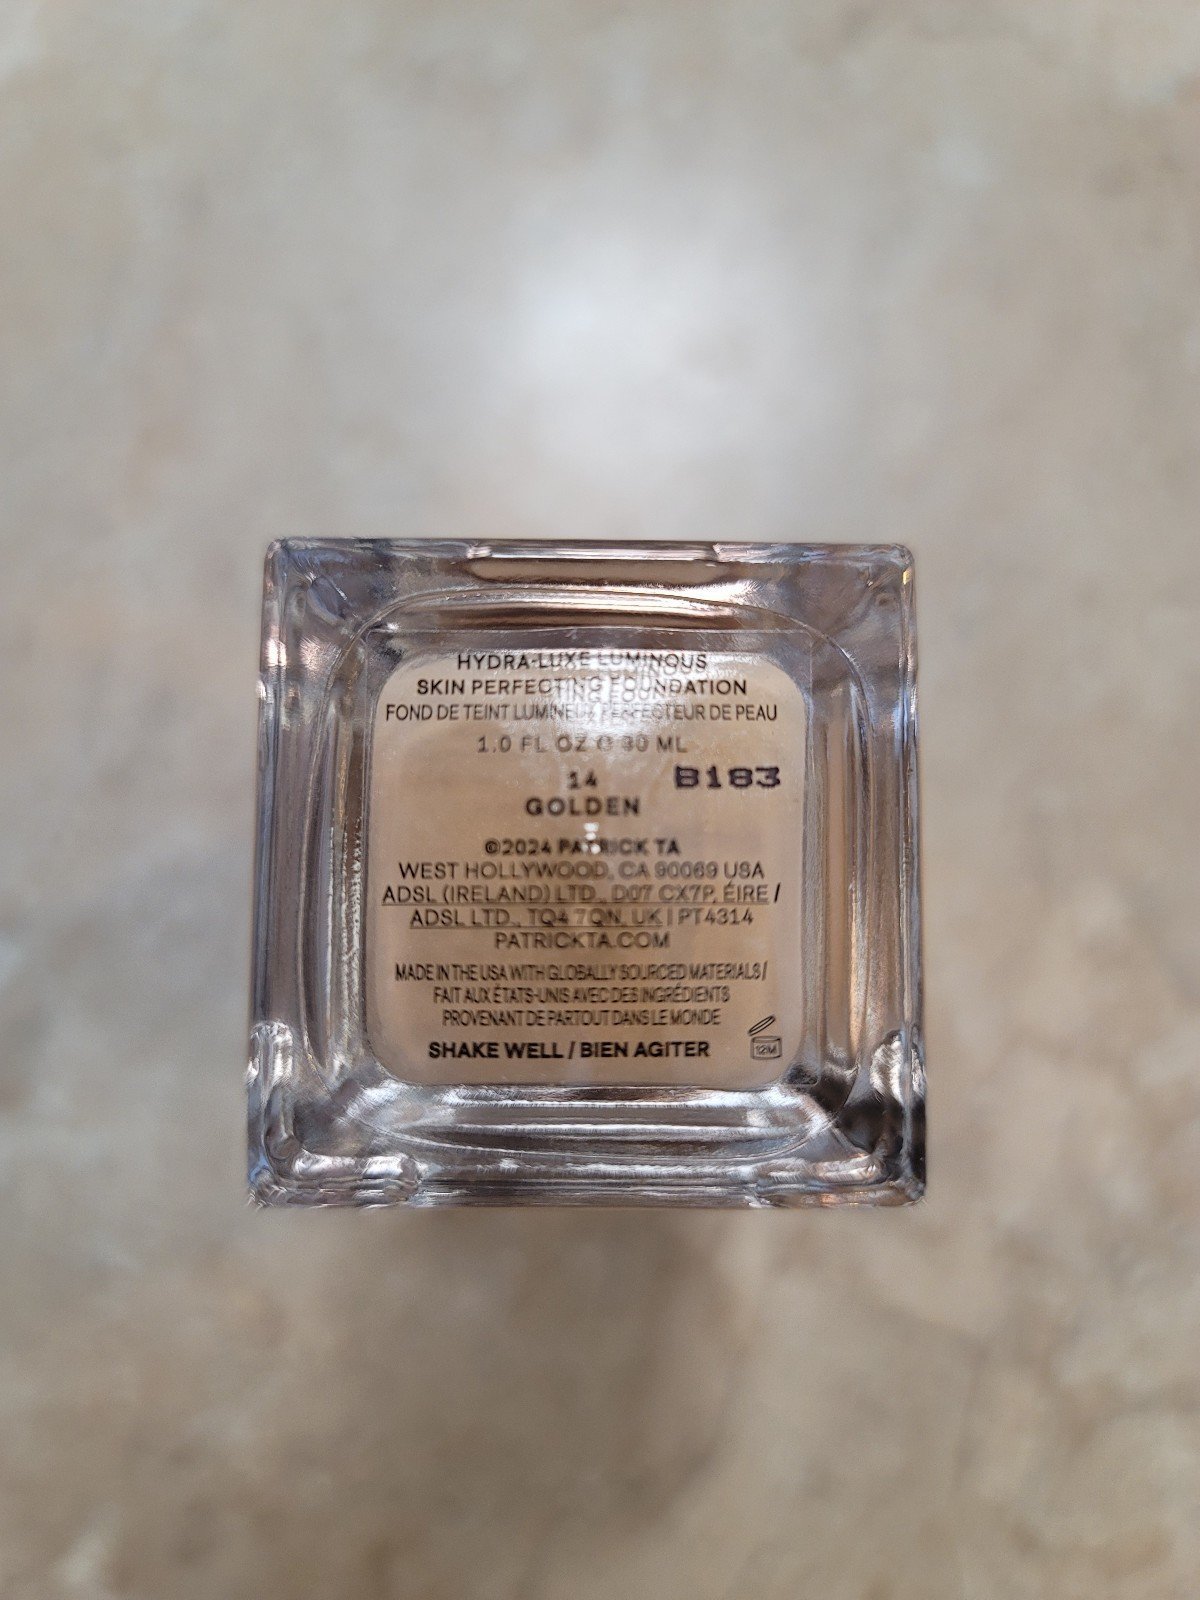 HYDRA-LUXE LUMINOUS
SKIN PERFECTING FOUNDATION
FOND DE TEINT LUMINEUX PERFECTEUR DE PEAU
1.0 FL OZ 30 ML
14 B183
GOLDEN
©2024 PATRICK TA
WEST HOLLYWOOD, CA 90069 USA
ADSL (IRELAND) LTD., D07 CX7P, ÉIRE /
ADSL LTD., TQ4 7QN, UK | PT4314
PATRICKTA.COM
MADE IN THE USA WITH GLOBALLY SOURCED MATERIALS /
FAIT AUX ÉTATS-UNIS AVEC DES INGRÉDIENTS
PROVENANT DE PARTOUT DANS LE MONDE
SHAKE WELL / BIEN AGITER
12M